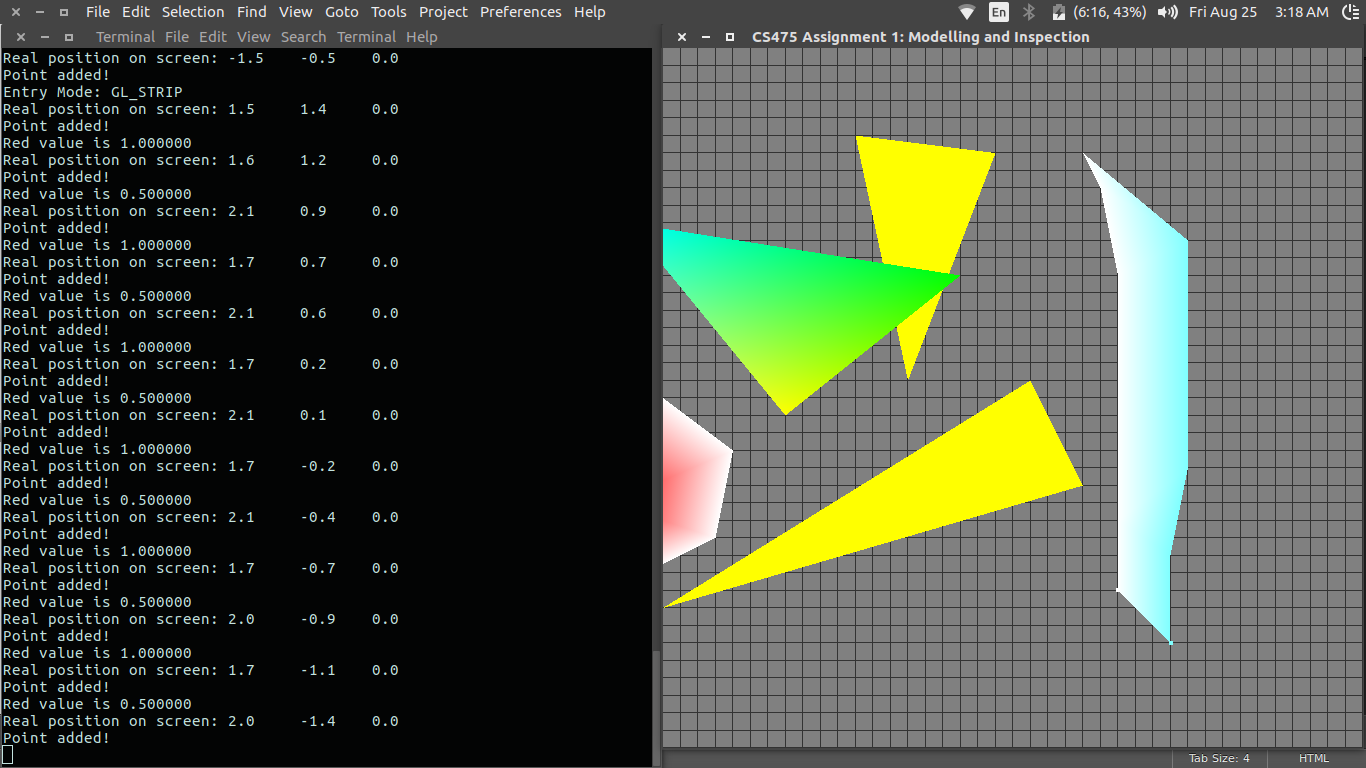 File Edit Selection Find View Goto Tools Project Preferences Help En (6:16, 43%) Fri Aug 25 3:18 AM
Terminal File Edit View Search Terminal Help
CS475 Assignment 1: Modelling and Inspection
Real position on screen: -1.5 -0.5 0.0
Point added!
Entry Mode: GL_STRIP
Real position on screen: 1.5 1.4 0.0
Point added!
Red value is 1.000000
Real position on screen: 1.6 1.2 0.0
Point added!
Red value is 0.500000
Real position on screen: 2.1 0.9 0.0
Point added!
Red value is 1.000000
Real position on screen: 1.7 0.7 0.0
Point added!
Red value is 0.500000
Real position on screen: 2.1 0.6 0.0
Point added!
Red value is 1.000000
Real position on screen: 1.7 0.2 0.0
Point added!
Red value is 0.500000
Real position on screen: 2.1 0.1 0.0
Point added!
Red value is 1.000000
Real position on screen: 1.7 -0.2 0.0
Point added!
Red value is 0.500000
Real position on screen: 2.1 -0.4 0.0
Point added!
Red value is 1.000000
Real position on screen: 1.7 -0.7 0.0
Point added!
Red value is 0.500000
Real position on screen: 2.0 -0.9 0.0
Point added!
Red value is 1.000000
Real position on screen: 1.7 -1.1 0.0
Point added!
Red value is 0.500000
Real position on screen: 2.0 -1.4 0.0
Point added!
Tab Size: 4 HTML